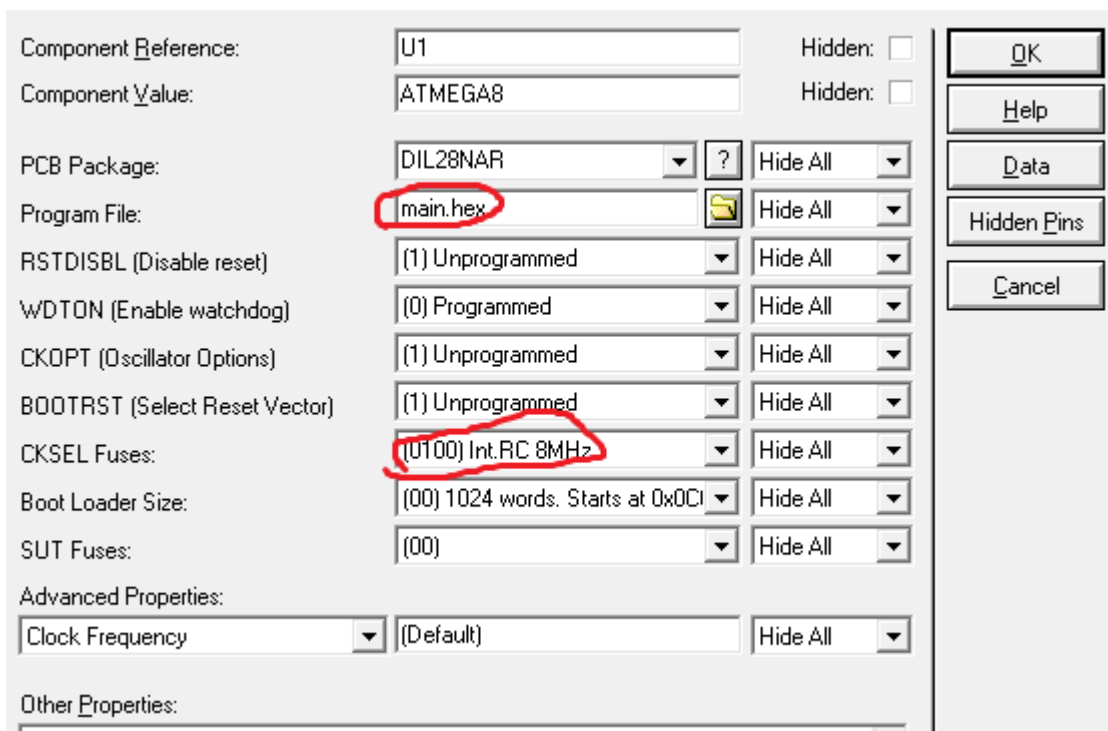 Component Reference: U1 Hidden: OK
Component Value: ATMEGA8 Hidden: Help
PCB Package: DIL28NAR ? Hide All Data
Program File: main.hex Hide All Hidden Pins
RSTDISBL (Disable reset) (1) Unprogrammed Hide All
WDTON (Enable watchdog) (0) Programmed Hide All Cancel
CKOPT (Oscillator Options) (1) Unprogrammed Hide All
BOOTRST (Select Reset Vector) (1) Unprogrammed Hide All
CKSEL Fuses: (0100) Int.RC 8MHz Hide All
Boot Loader Size: (00) 1024 words. Starts at Hide All
SUT Fuses: (00) Hide All
Advanced Properties:
Clock Frequency (Default) Hide All
Other Properties: